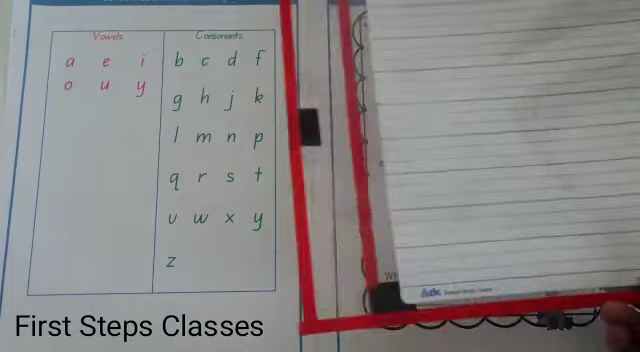 Vowels Consonants
a e i b c d f
o u y
g h j k
l m n p
q r s t
v w x y
z
First Steps Classes